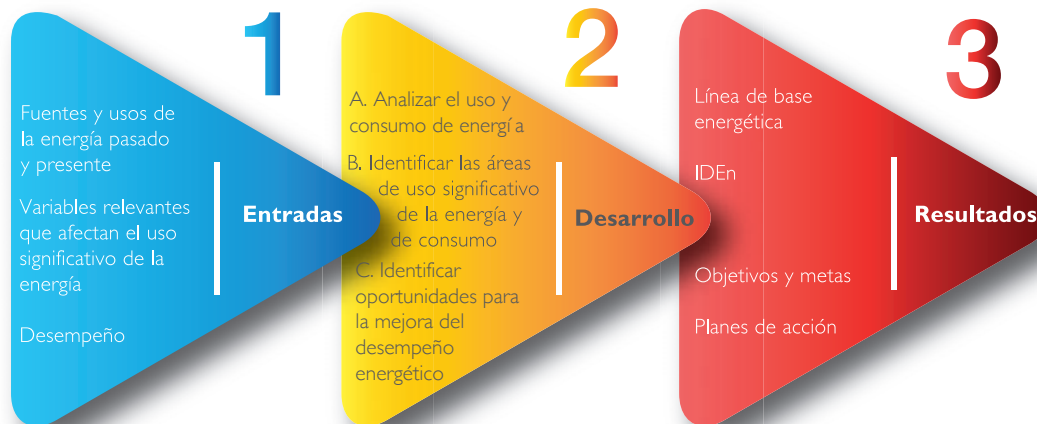 1
Fuentes y usos de
la energía pasado
y presente
Variables relevantes
que afectan el uso
significativo de la
energía
Desempeño
Entradas
2
A. Analizar el uso y
consumo de energí a
B. Identificar las áreas
de uso significativo
de la energía y
de consumo
C. Identificar
oportunidades para
la mejora del
desempeño
energético
Desarrollo
3
Línea de base
energética
IDEn
Objetivos y metas
Planes de acción
Resultados